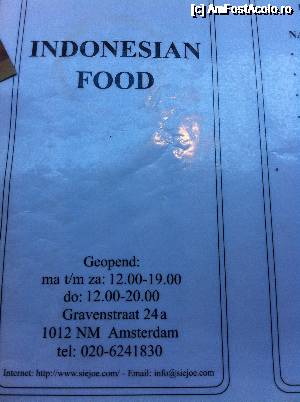 [c] AmFostAcolo.ro
INDONESIAN
FOOD
Geopend:
ma t/m za: 12.00-19.00
do: 12.00-20.00
Gravenstraat 24a
1012 NM Amsterdam
tel: 020-6241830
Internet: http://www.siejoe.com/ - Email: info@siejoe.com